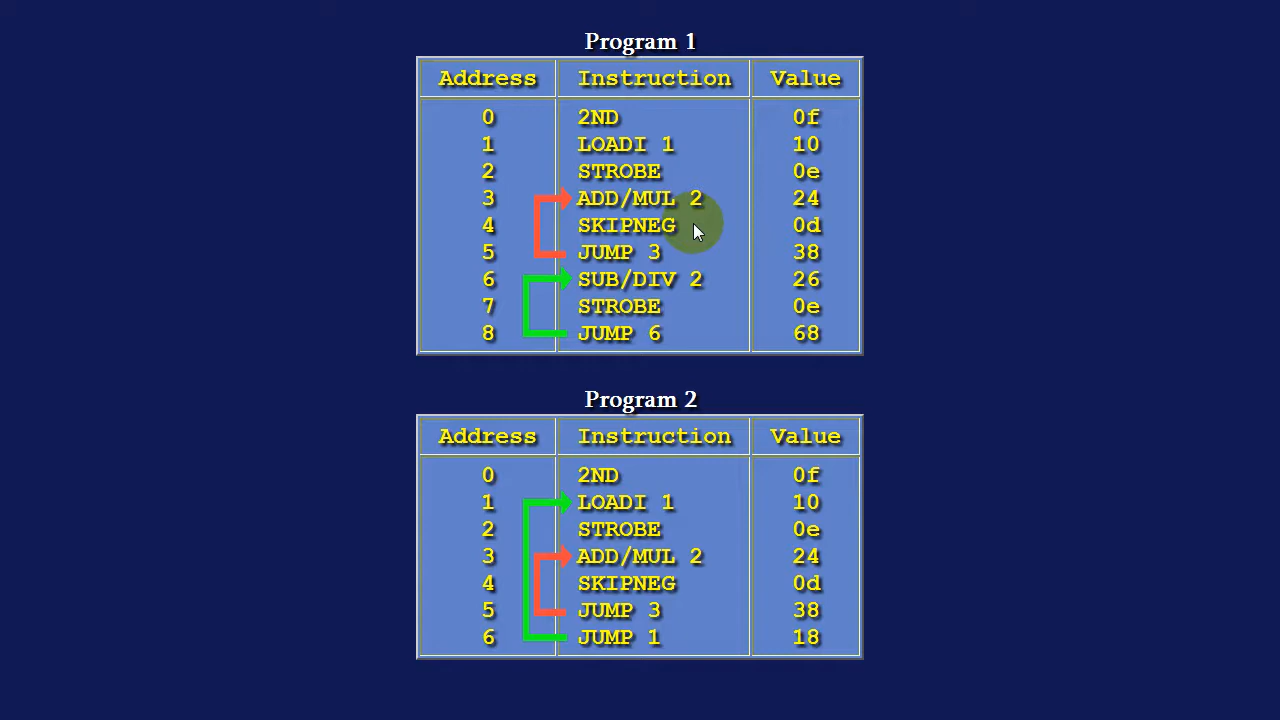 Program 1
Address Instruction Value
0 2ND 0f
1 LOADI 1 10
2 STROBE 0e
3 ADD/MUL 2 24
4 SKIPNEG 0d
5 JUMP 3 38
6 SUB/DIV 2 26
7 STROBE 0e
8 JUMP 6 68
Program 2
Address Instruction Value
0 2ND 0f
1 LOADI 1 10
2 STROBE 0e
3 ADD/MUL 2 24
4 SKIPNEG 0d
5 JUMP 3 38
6 JUMP 1 18